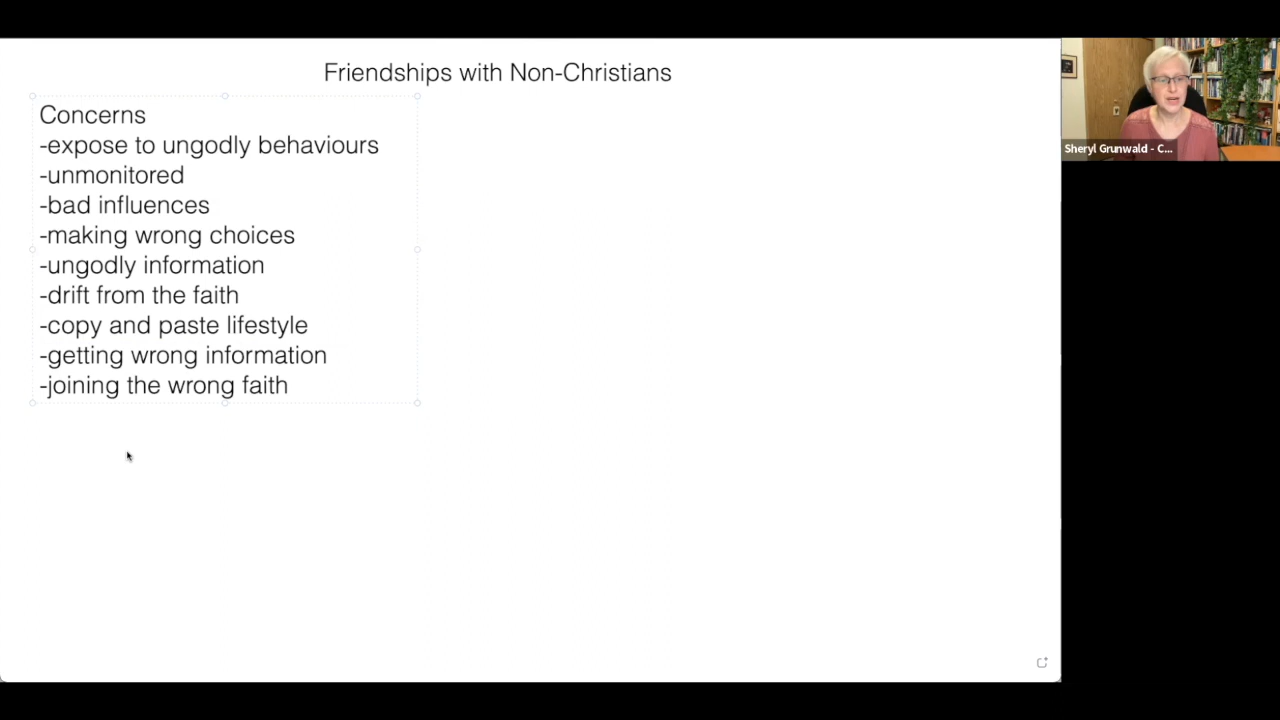 Friendships with Non-Christians
Concerns
-expose to ungodly behaviours
-unmonitored
-bad influences
-making wrong choices
-ungodly information
-drift from the faith
-copy and paste lifestyle
-getting wrong information
-joining the wrong faith
Sheryl Grunwald - C...